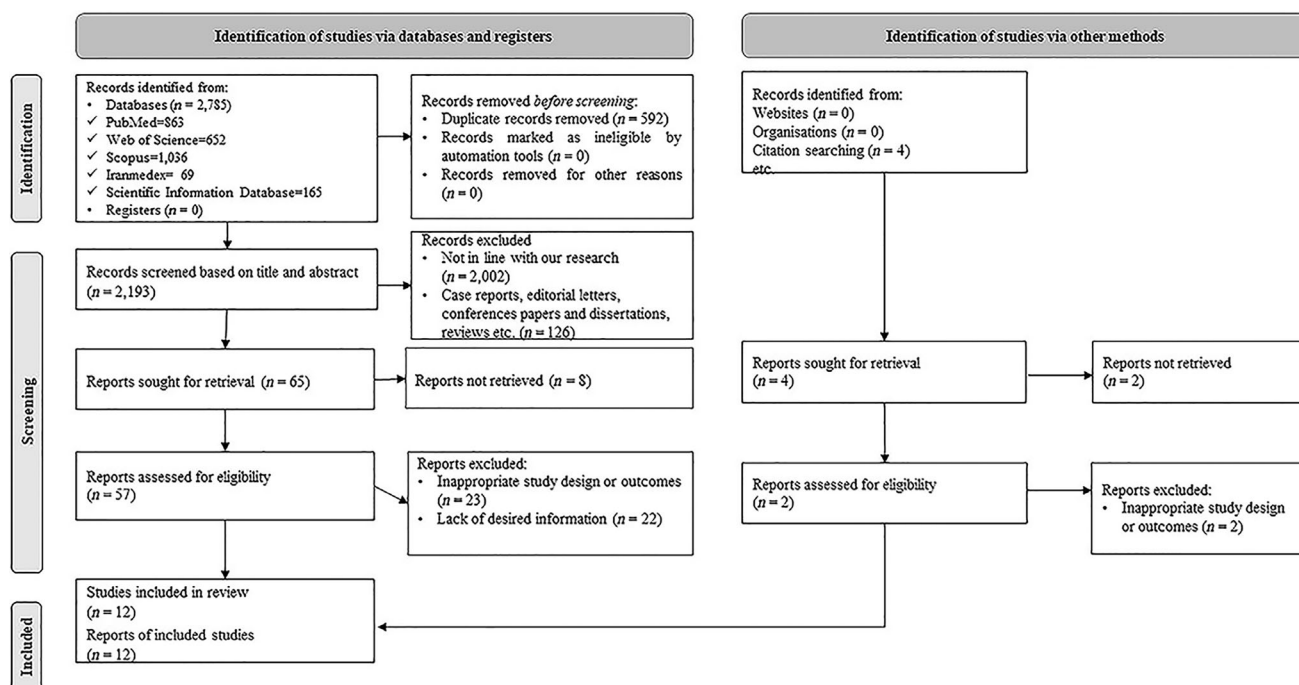 Identification of studies via databases and registers
Identification of studies via other methods
Identification
Records identified from:
• Databases (n = 2,785)
✓ PubMed=863
✓ Web of Science=652
✓ Scopus=1,036
✓ Iranmedex= 69
✓ Scientific Information Database=165
• Registers (n = 0)
Records removed before screening:
• Duplicate records removed (n = 592)
• Records marked as ineligible by
automation tools (n = 0)
• Records removed for other reasons
(n = 0)
Records identified from:
Websites (n = 0)
Organisations (n = 0)
Citation searching (n = 4)
etc.
Screening
Records screened based on title and abstract
(n = 2,193)
Records excluded
• Not in line with our research
(n = 2,002)
• Case reports, editorial letters,
conferences papers and dissertations,
reviews etc. (n = 126)
Reports sought for retrieval (n = 65)
Reports not retrieved (n = 8)
Reports sought for retrieval
(n = 4)
Reports not retrieved
(n = 2)
Reports assessed for eligibility
(n = 57)
Reports excluded:
• Inappropriate study design or outcomes
(n = 23)
• Lack of desired information (n = 22)
Reports assessed for eligibility
(n = 2)
Reports excluded:
• Inappropriate study design
or outcomes (n = 2)
Included
Studies included in review
(n = 12)
Reports of included studies
(n = 12)